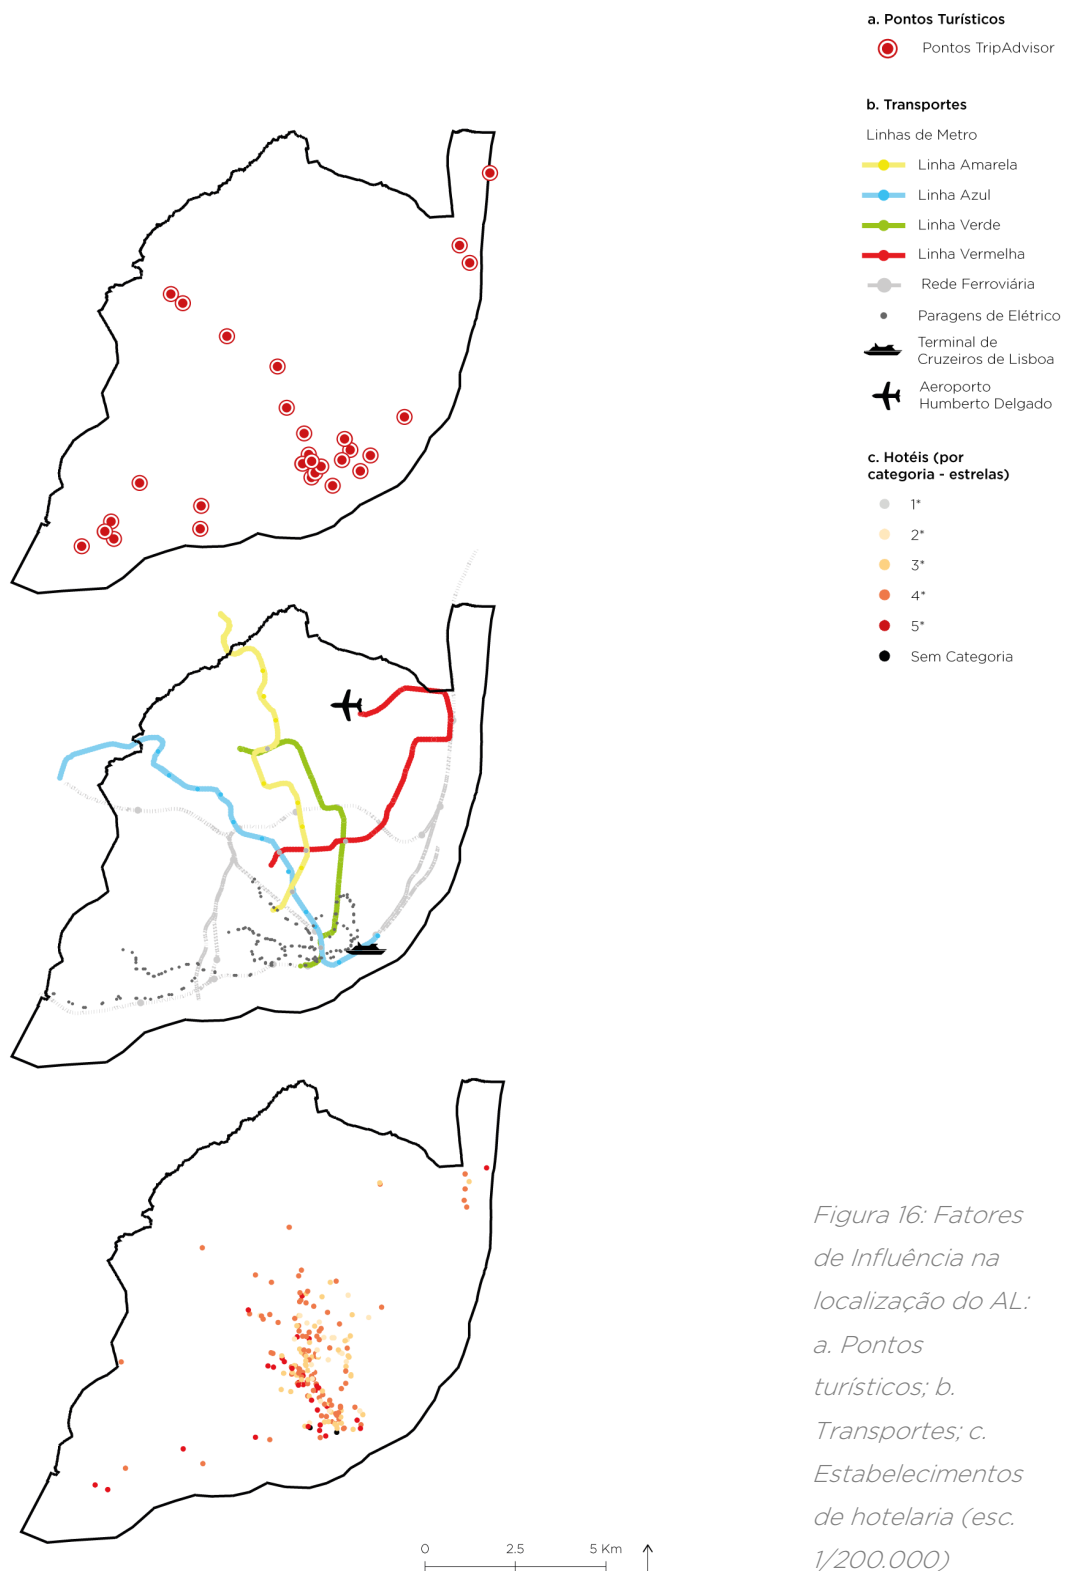 a. Pontos Turísticos
Pontos TripAdvisor
b. Transportes
Linhas de Metro
Linha Amarela
Linha Azul
Linha Verde
Linha Vermelha
Rede Ferroviária
Paragens de Elétrico
Terminal de
Cruzeiros de Lisboa
Aeroporto
Humberto Delgado
c. Hotéis (por
categoria - estrelas)
1*
2*
3*
4*
5*
Sem Categoria
Figura 16: Fatores
de Influência na
localização do AL:
a. Pontos
turísticos; b.
Transportes; c.
Estabelecimentos
de hotelaria (esc.
1/200.000)
0 2.5 5 Km